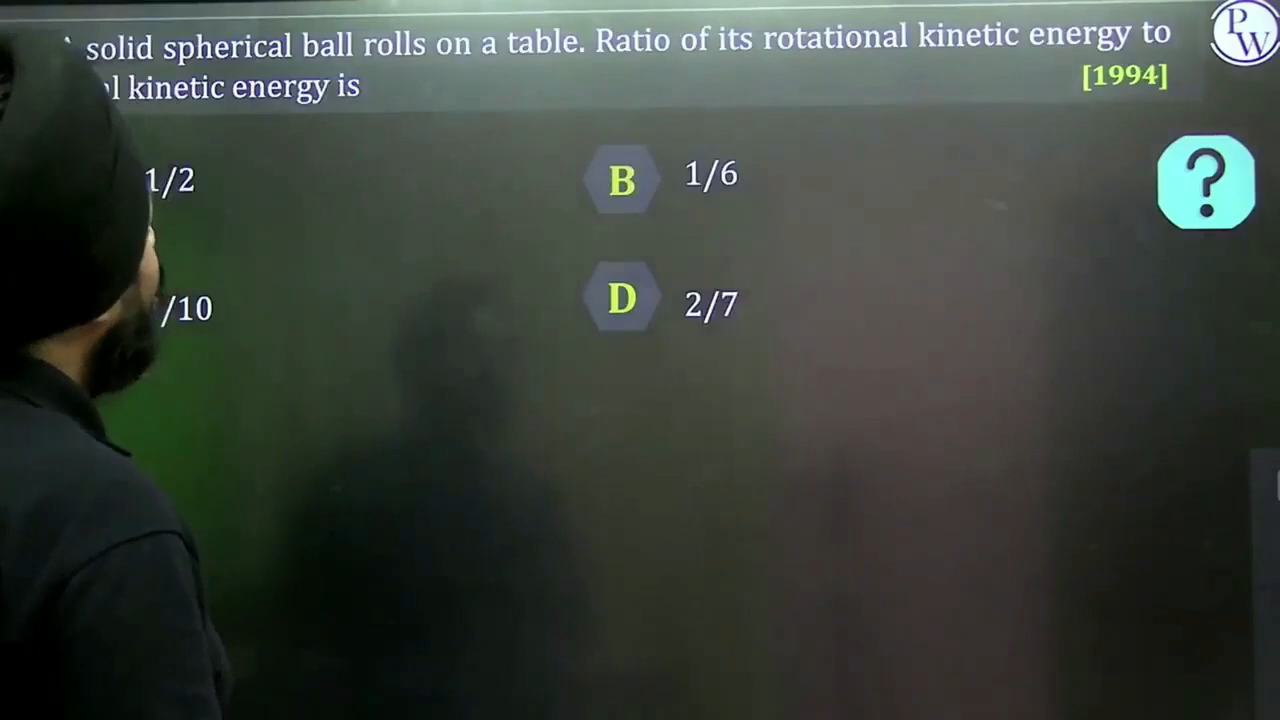 solid spherical ball rolls on a table. Ratio of its rotational kinetic energy to
kinetic energy is
[1994]
PW
1/2
B 1/6
/10
D 2/7
?